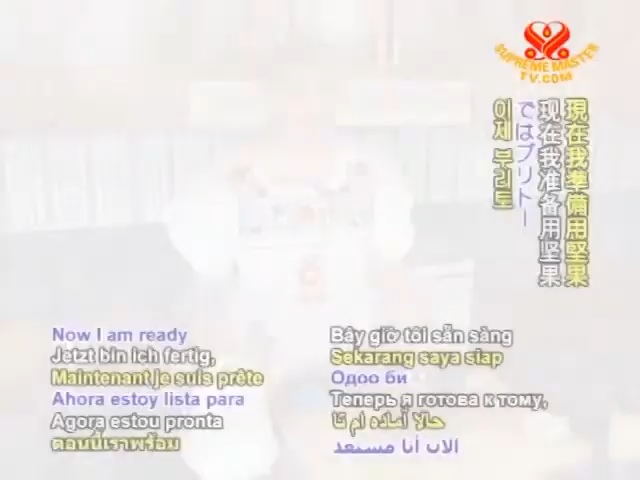 SUPREME MASTER
TV.COM
現在我準備用堅果
现在我准备用坚果
ではブリトー
이제 부리토
Now I am ready
Jetzt bin ich fertig,
Maintenant je suis prête
Ahora estoy lista para
Agora estou pronta
ตอนนี้เราพร้อม
Bây giờ tôi sẵn sàng
Sekarang saya siap
Одоо би
Теперь я готова к тому,
حالا آماده ام تا
الآن أنا مستعد